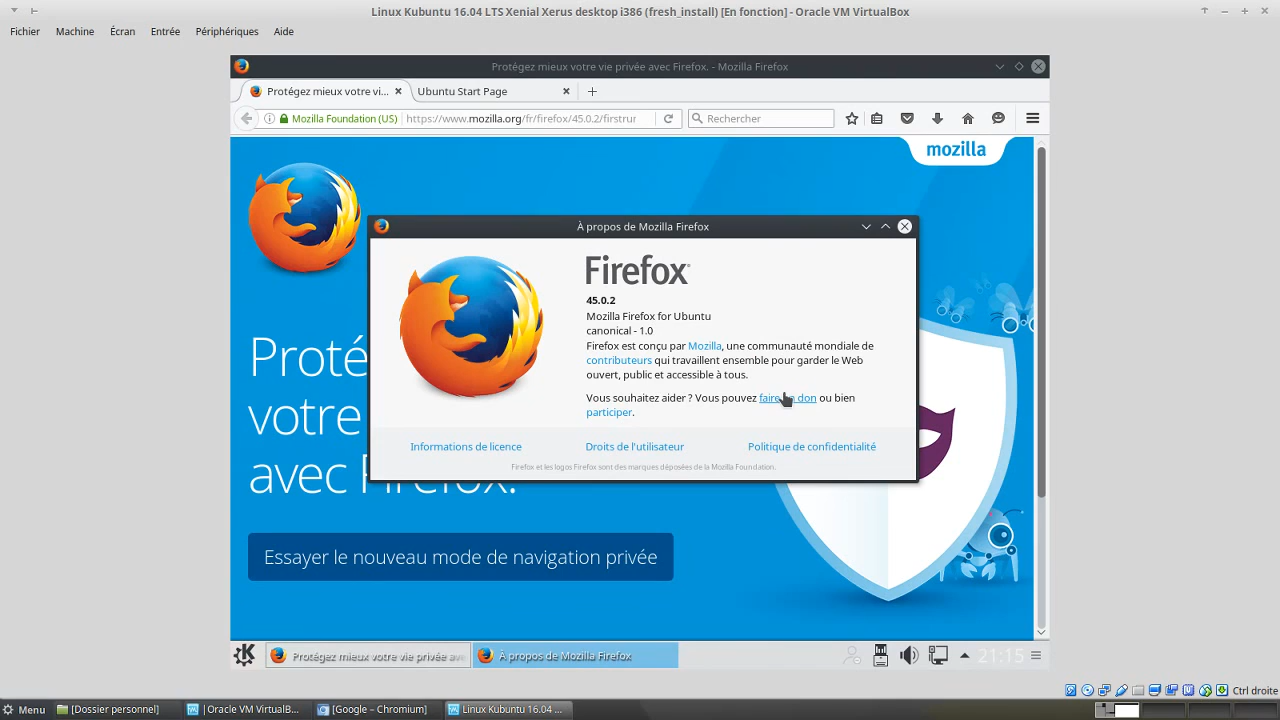 Linux Kubuntu 16.04 LTS Xenial Xerus desktop i386 (fresh_install) [En fonction] - Oracle VM VirtualBox
Fichier Machine Écran Entrée Périphériques Aide
Protégez mieux votre vie privée avec Firefox. - Mozilla Firefox
Protégez mieux votre vi... Ubuntu Start Page
Mozilla Foundation (US) https://www.mozilla.org/fr/firefox/45.0.2/firstrur Rechercher
mozilla
À propos de Mozilla Firefox
Firefox
45.0.2
Mozilla Firefox for Ubuntu
canonical - 1.0
Firefox est conçu par Mozilla, une communauté mondiale de
contributeurs qui travaillent ensemble pour garder le Web
ouvert, public et accessible à tous.
Vous souhaitez aider ? Vous pouvez faire un don ou bien
participer.
Informations de licence Droits de l'utilisateur Politique de confidentialité
Firefox et les logos Firefox sont des marques déposées de la Mozilla Foundation.
Proté
votre
avec Firefox.
Essayer le nouveau mode de navigation privée
Protégez mieux votre vie privée ave À propos de Mozilla Firefox 21:15
Ctrl droite
Menu [Dossier personnel] [Oracle VM VirtualB... [Google – Chromium] Linux Kubuntu 16.04 ...